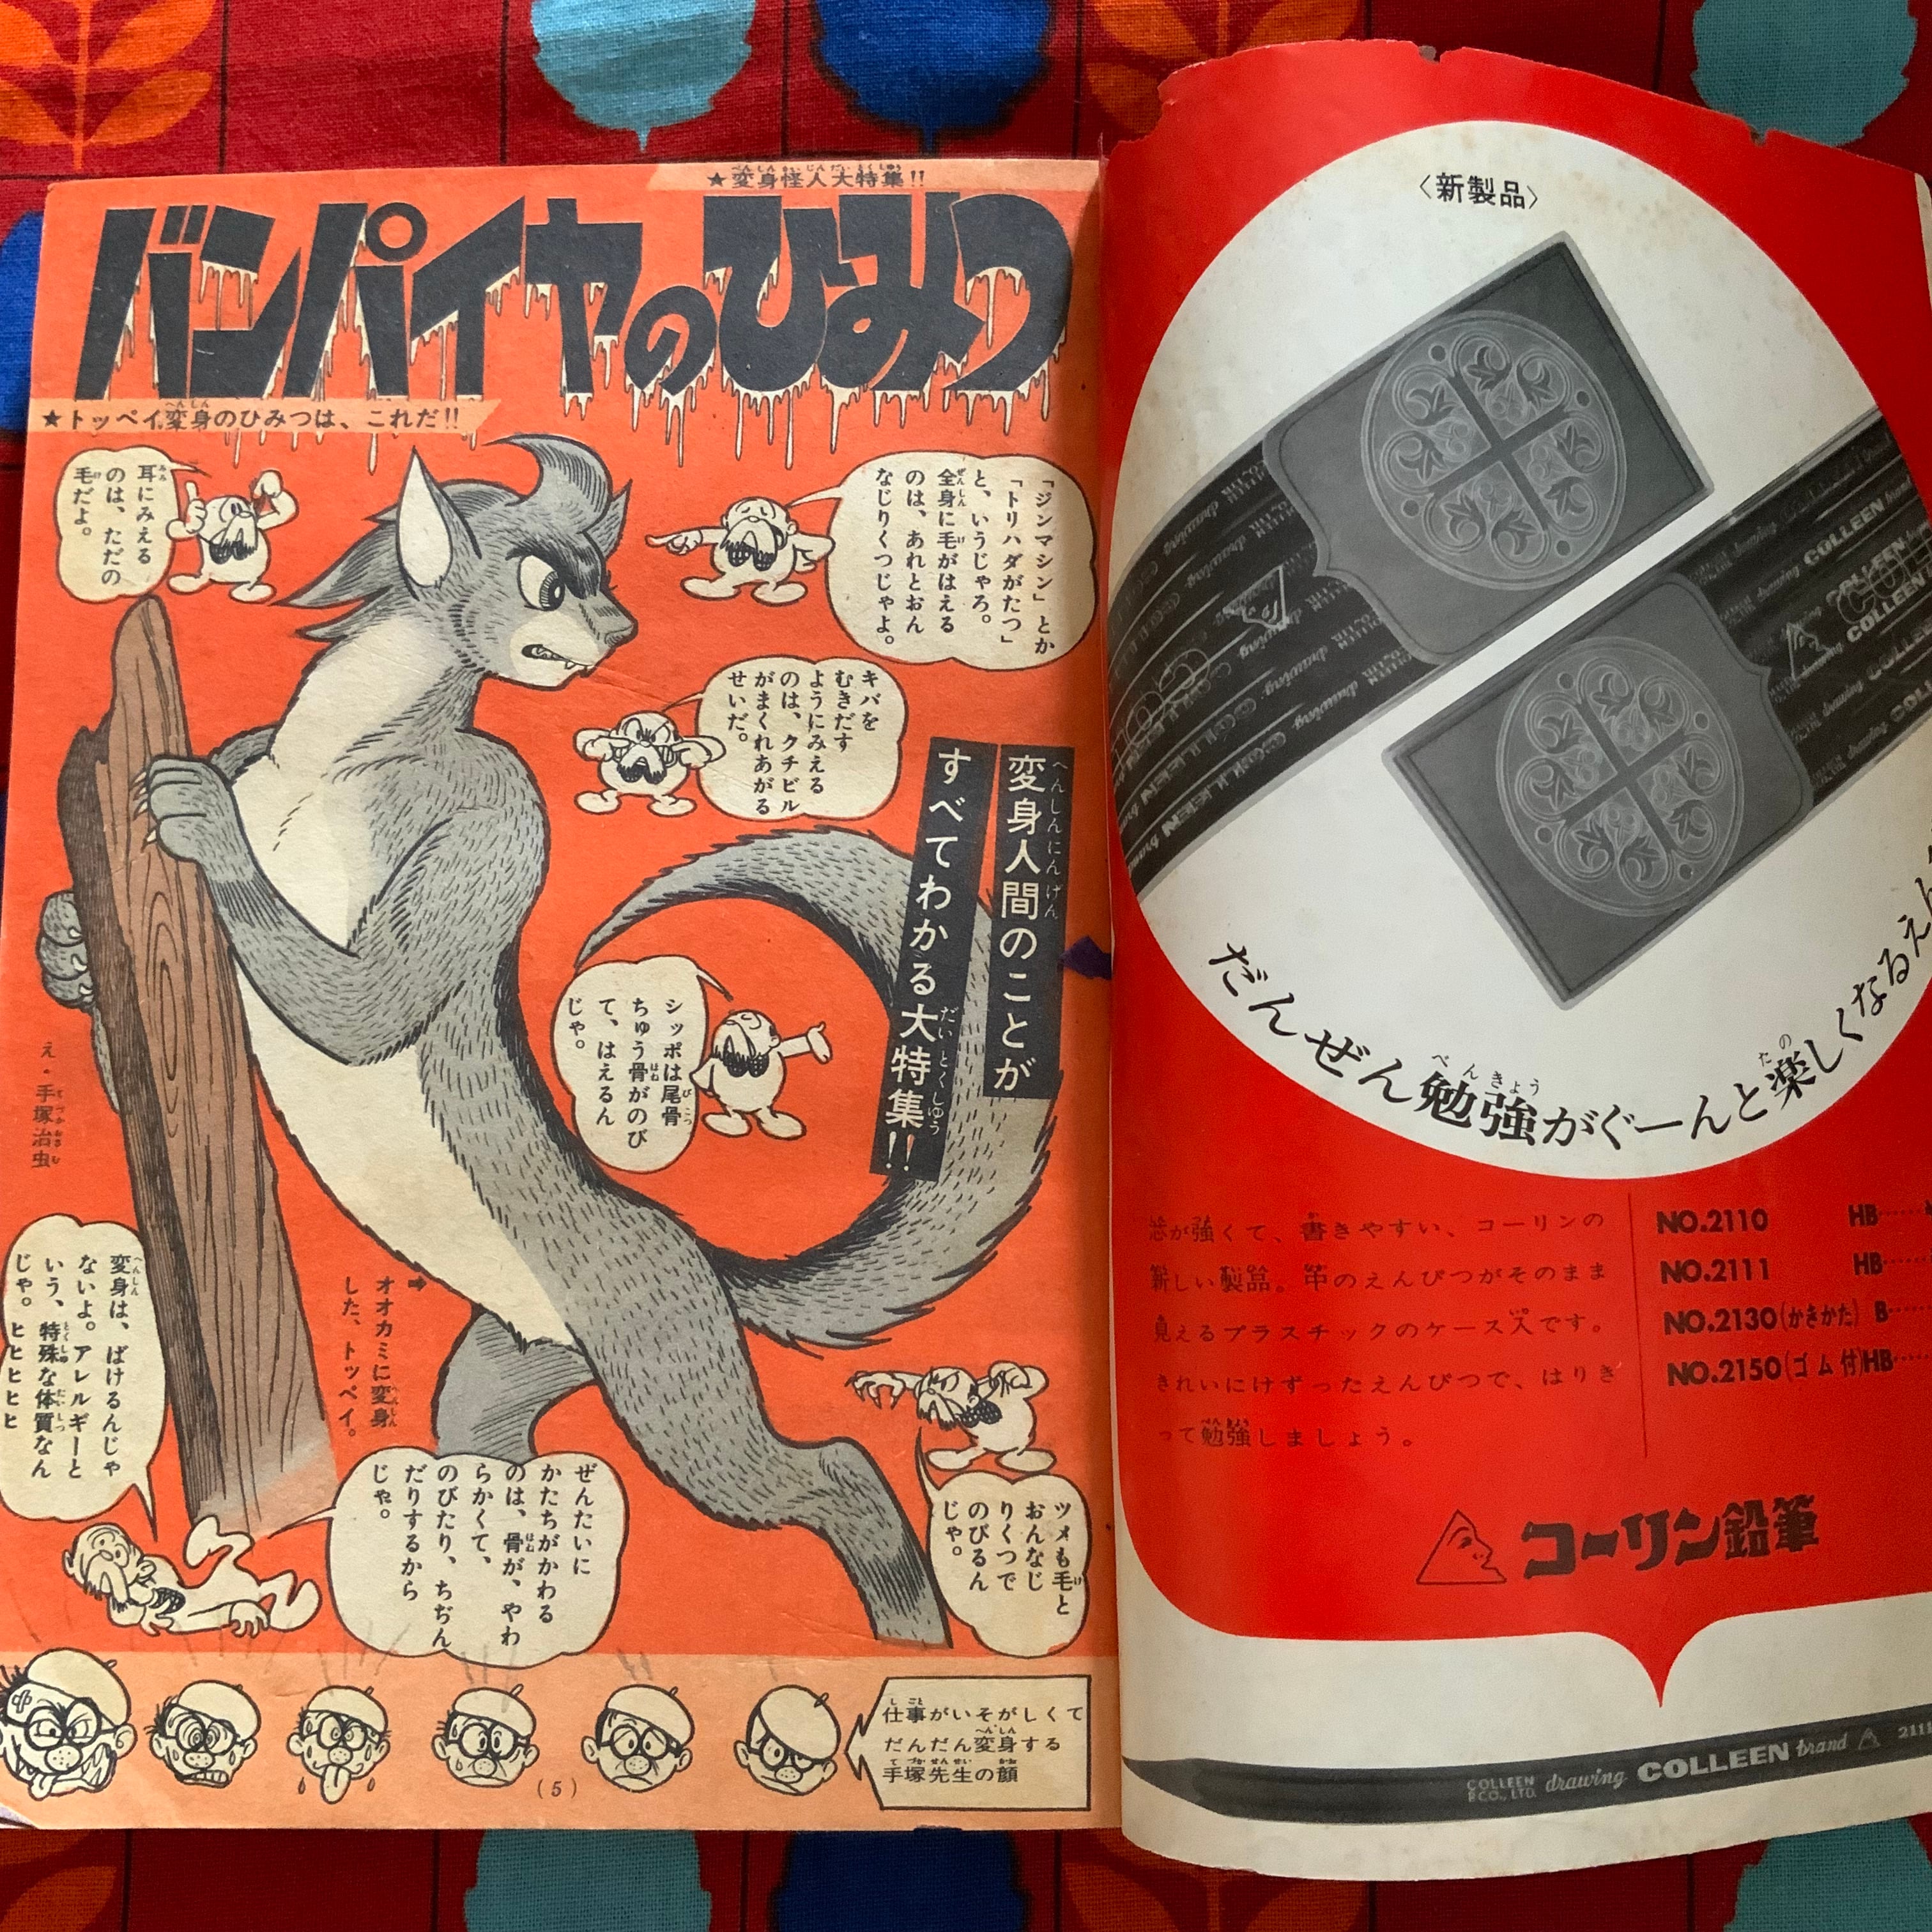 ★変身怪人大特集!!
バンパイヤのひみつ
★トッペイ変身のひみつは、これだ!!
「ジンマシン」とか
「トリハダがたつ」
と、いうじゃろ。
全身に毛がはえる
のは、あれとおん
なじりくつじゃよ。
耳にみえる
のは、ただの
毛だよ。
キバを
むきだす
ようにみえる
のは、クチビル
がまくれあがる
せいだ。
変身人間のことが
すべてわかる大特集!!
シッポは尾骨
ちゅう骨がのび
て、はえるん
じゃ。
え・手塚治虫
➡オオカミに変身
した、トッペイ。
変身は、ばけるんじゃ
ないよ。アレルギーと
いう、特殊な体質なん
じゃ。ヒヒヒヒヒ
ぜんたいに
かたちがかわる
のは、骨が、やわ
らかくて、
のびたり、ちぢん
だりするから
じゃ。
ツメも毛と
おんなじ
りくつで
のびるん
じゃ。
仕事がいそがしくて
だんだん変身する
手塚先生の顔
(5)
〈新製品〉
だんぜん勉強がぐーんと楽しくなる
芯が強くて、書きやすい、コーリンの
新しい製品。中のえんぴつがそのまま
見えるプラスチックのケース入です。
きれいにけずったえんぴつで、はりき
って勉強しましょう。
NO.2110 HB
NO.2111 HB
NO.2130(かきかた) B
NO.2150(ゴム付)HB
コーリン鉛筆
COLLEEN
&CO., LTD. drawing COLLEEN brand 2111